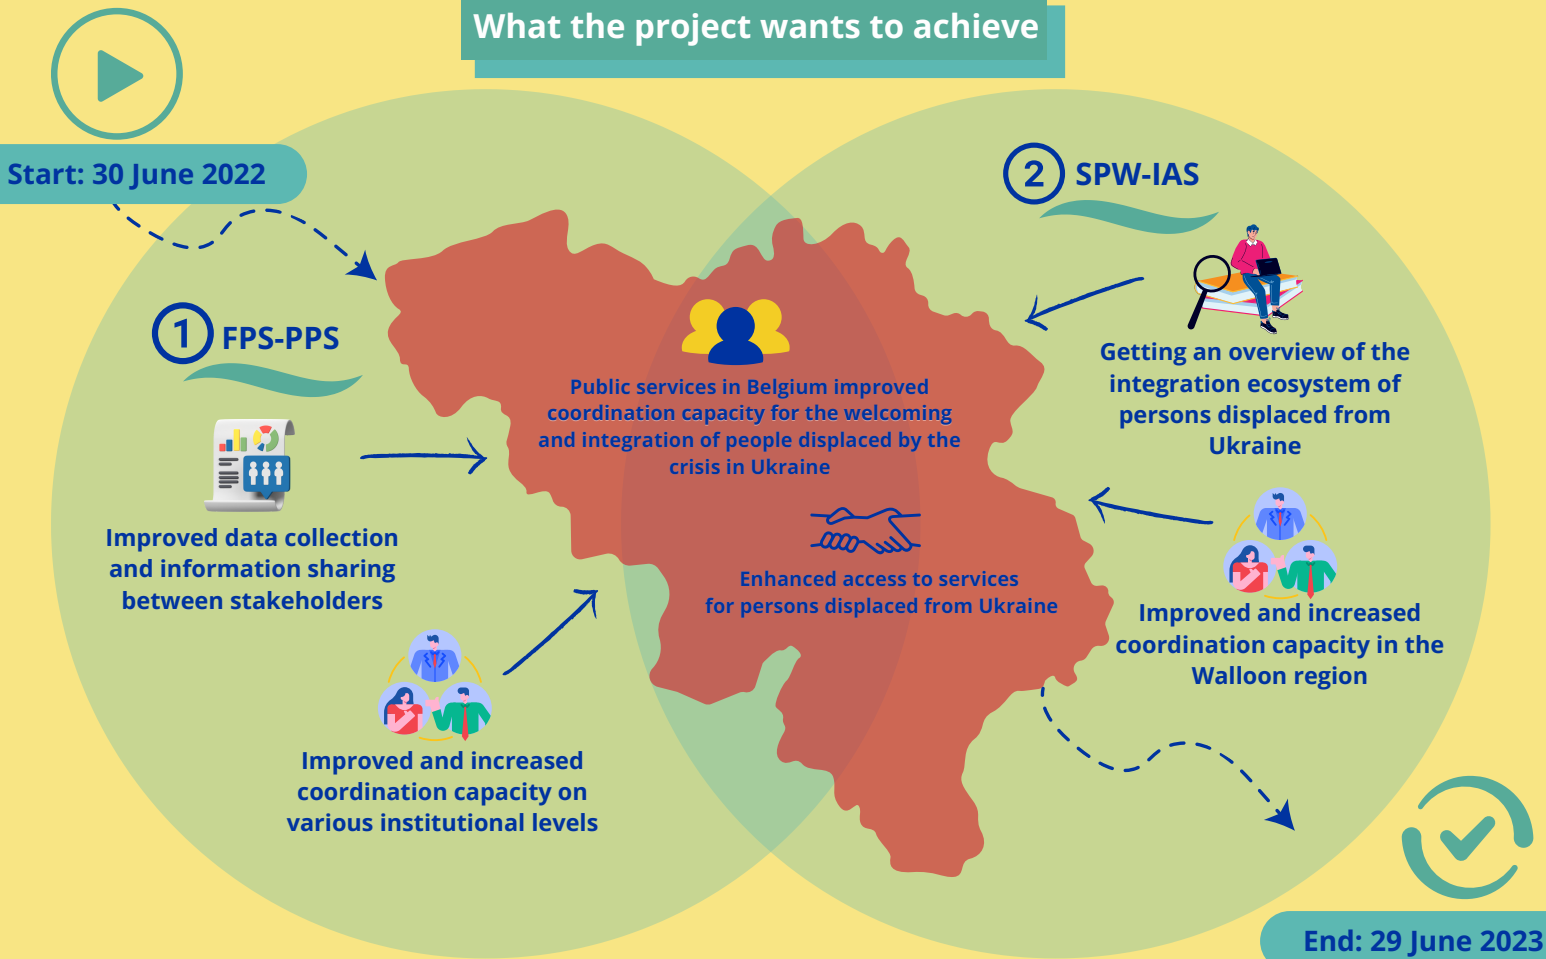 What the project wants to achieve
Start: 30 June 2022
1 FPS-PPS
Improved data collection
and information sharing
between stakeholders
Improved and increased
coordination capacity on
various institutional levels
Public services in Belgium improved
coordination capacity for the welcoming
and integration of people displaced by the
crisis in Ukraine
Enhanced access to services
for persons displaced from Ukraine
2 SPW-IAS
Getting an overview of the
integration ecosystem of
persons displaced from
Ukraine
Improved and increased
coordination capacity in the
Walloon region
End: 29 June 2023